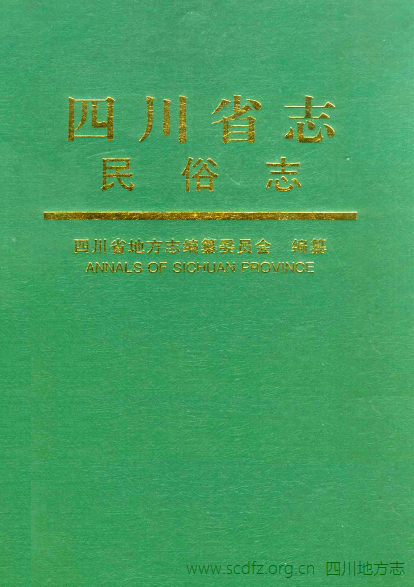 四川省志
民俗志
四川省地方志编纂委员会 编纂
ANNALS OF SICHUAN PROVINCE
www.scdfz.org.cn 四川地方志